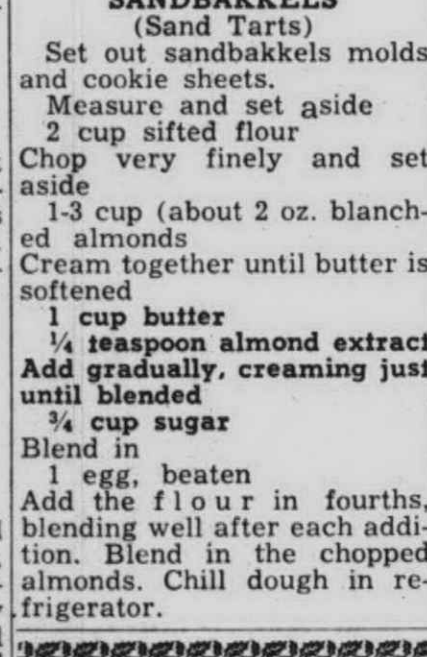 SANDBAKKELS
(Sand Tarts)
Set out sandbakkels molds
and cookie sheets.
Measure and set aside
2 cup sifted flour
Chop very finely and set
aside
1-3 cup (about 2 oz. blanch-
ed almonds
Cream together until butter is
softened
1 cup butter
¼ teaspoon almond extract
Add gradually, creaming just
until blended
¾ cup sugar
Blend in
1 egg, beaten
Add the flour in fourths,
blending well after each addi-
tion. Blend in the chopped
almonds. Chill dough in re-
frigerator.